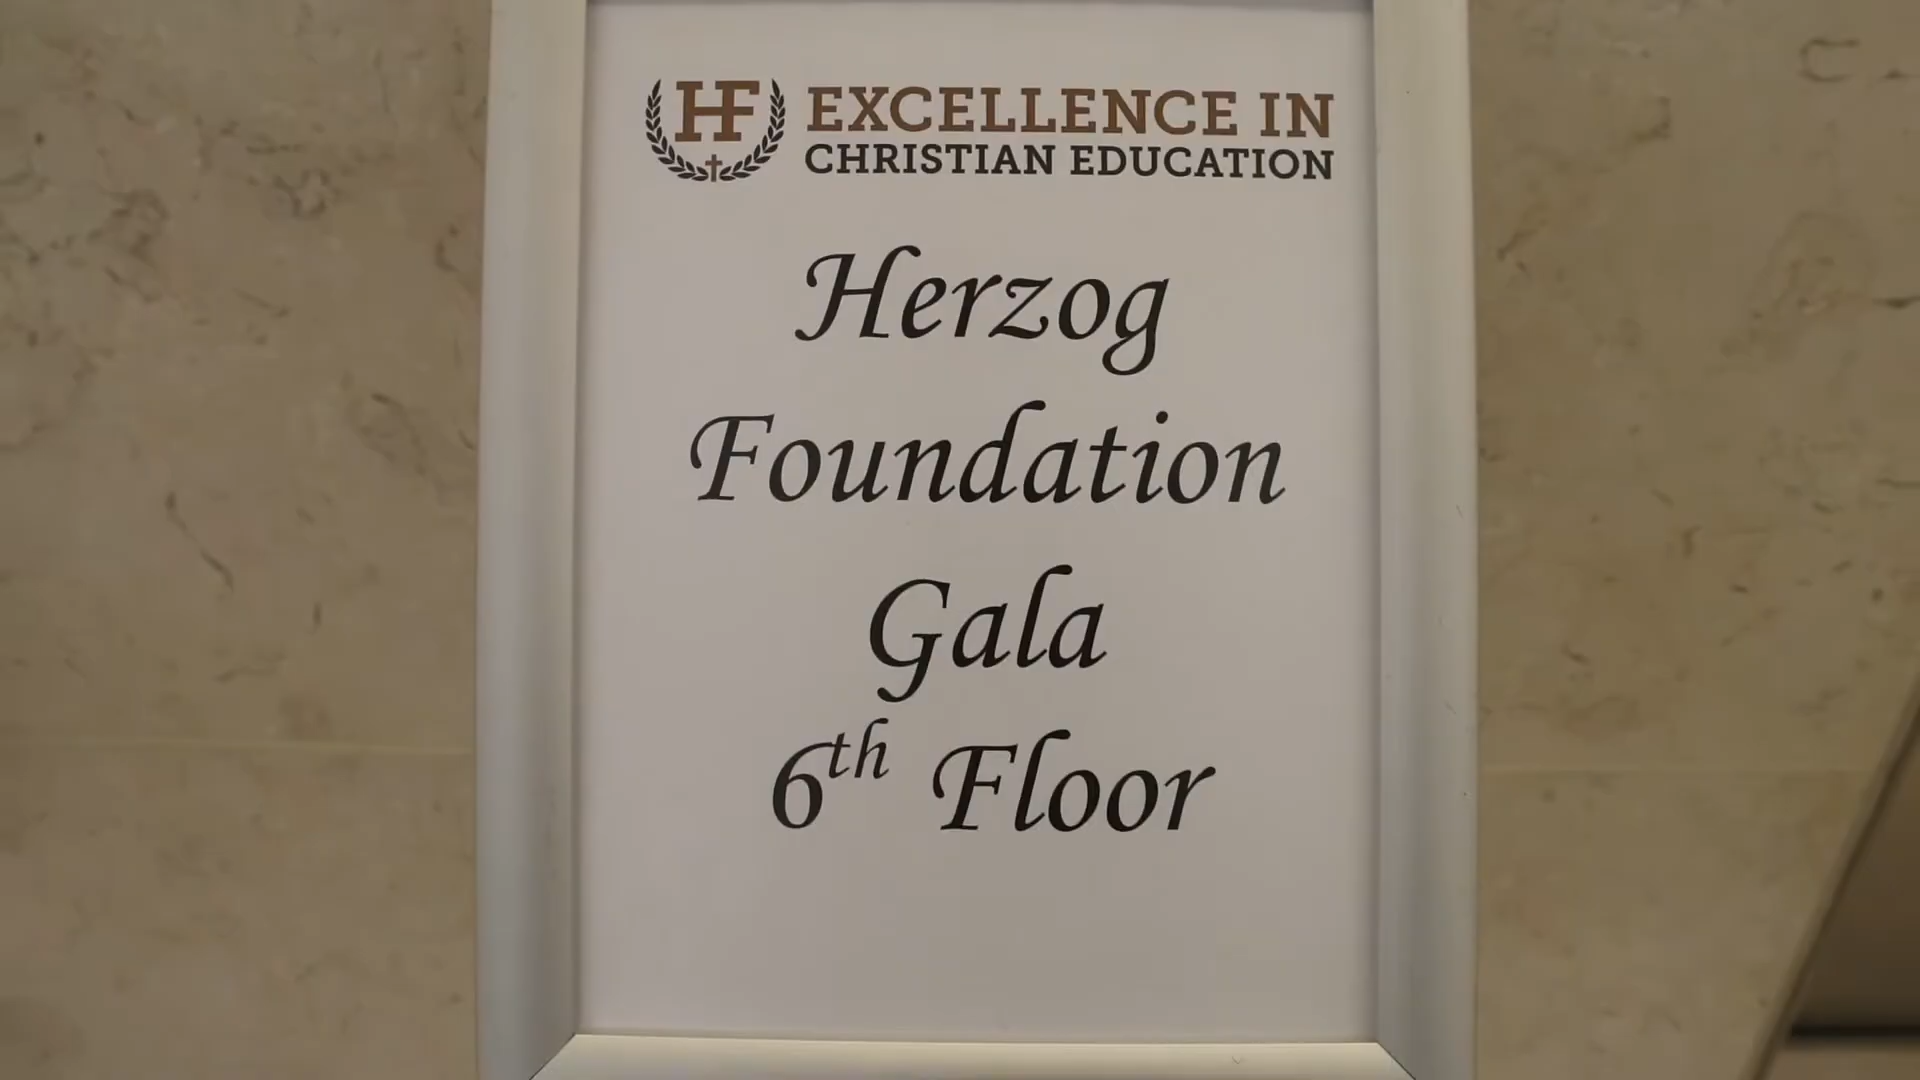 HF EXCELLENCE IN
CHRISTIAN EDUCATION
Herzog
Foundation
Gala
6th Floor